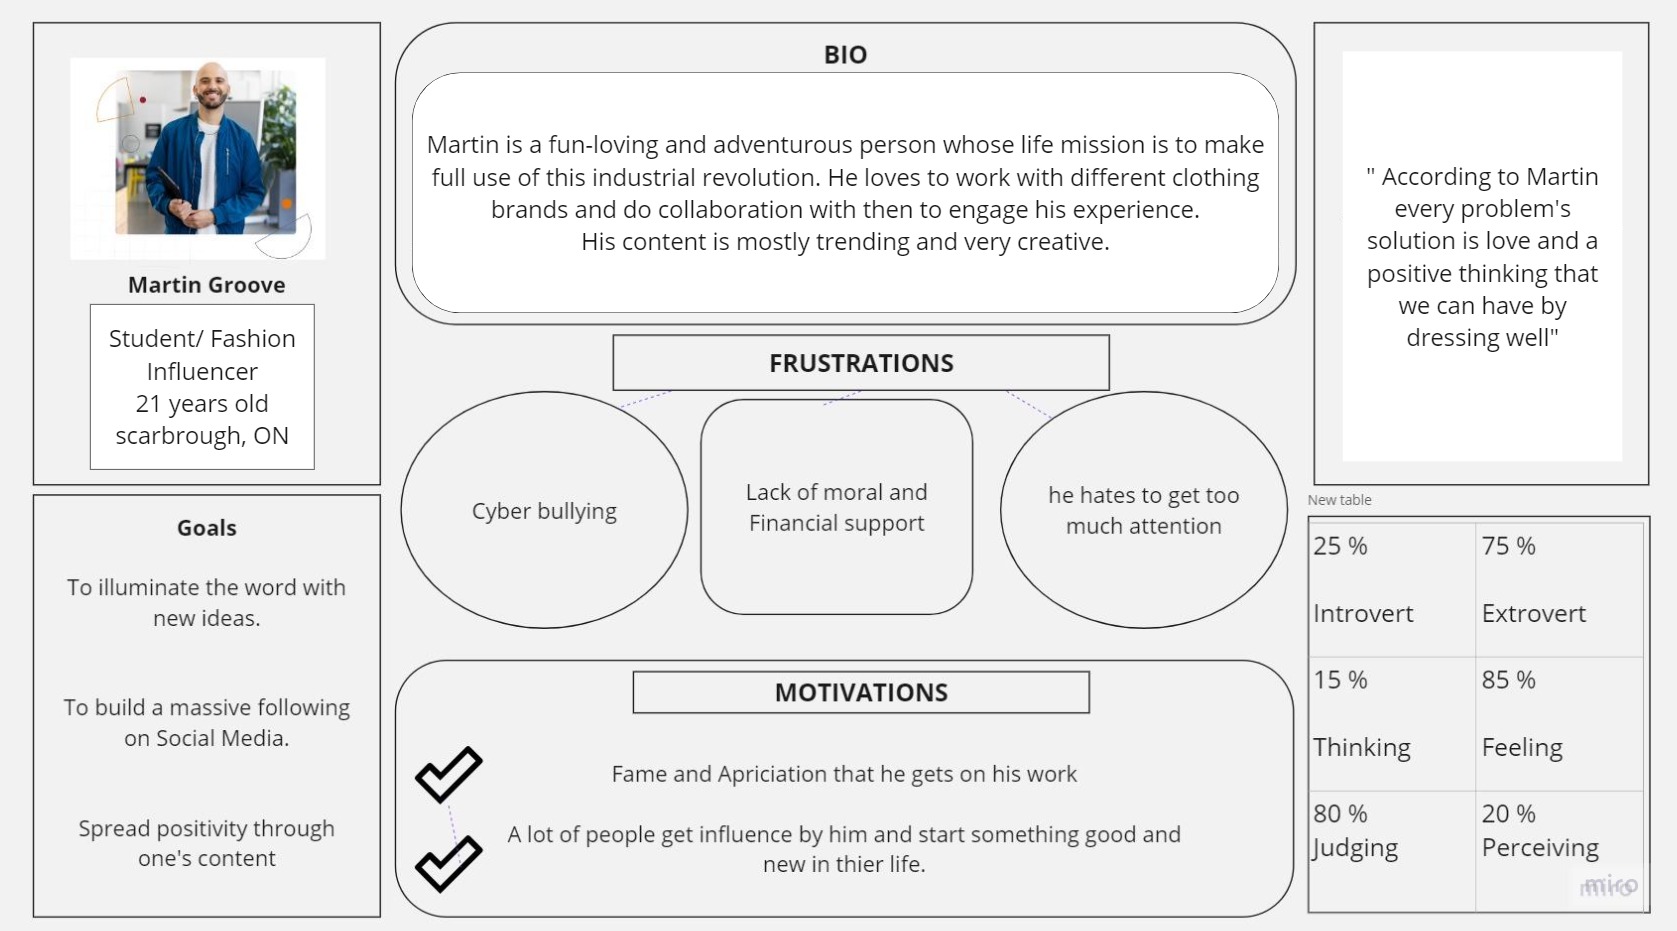 Martin Groove
Student/ Fashion
Influencer
21 years old
scarbrough, ON
Goals
To illuminate the word with
new ideas.
To build a massive following
on Social Media.
Spread positivity through
one's content
BIO
Martin is a fun-loving and adventurous person whose life mission is to make
full use of this industrial revolution. He loves to work with different clothing
brands and do collaboration with then to engage his experience.
His content is mostly trending and very creative.
FRUSTRATIONS
Cyber bullying
Lack of moral and
Financial support
he hates to get too
much attention
MOTIVATIONS
Fame and Apriciation that he gets on his work
A lot of people get influence by him and start something good and
new in thier life.
" According to Martin
every problem's
solution is love and a
positive thinking that
we can have by
dressing well"
New table
25 % 75 %
Introvert Extrovert
15 % 85 %
Thinking Feeling
80 % 20 %
Judging Perceiving
miro